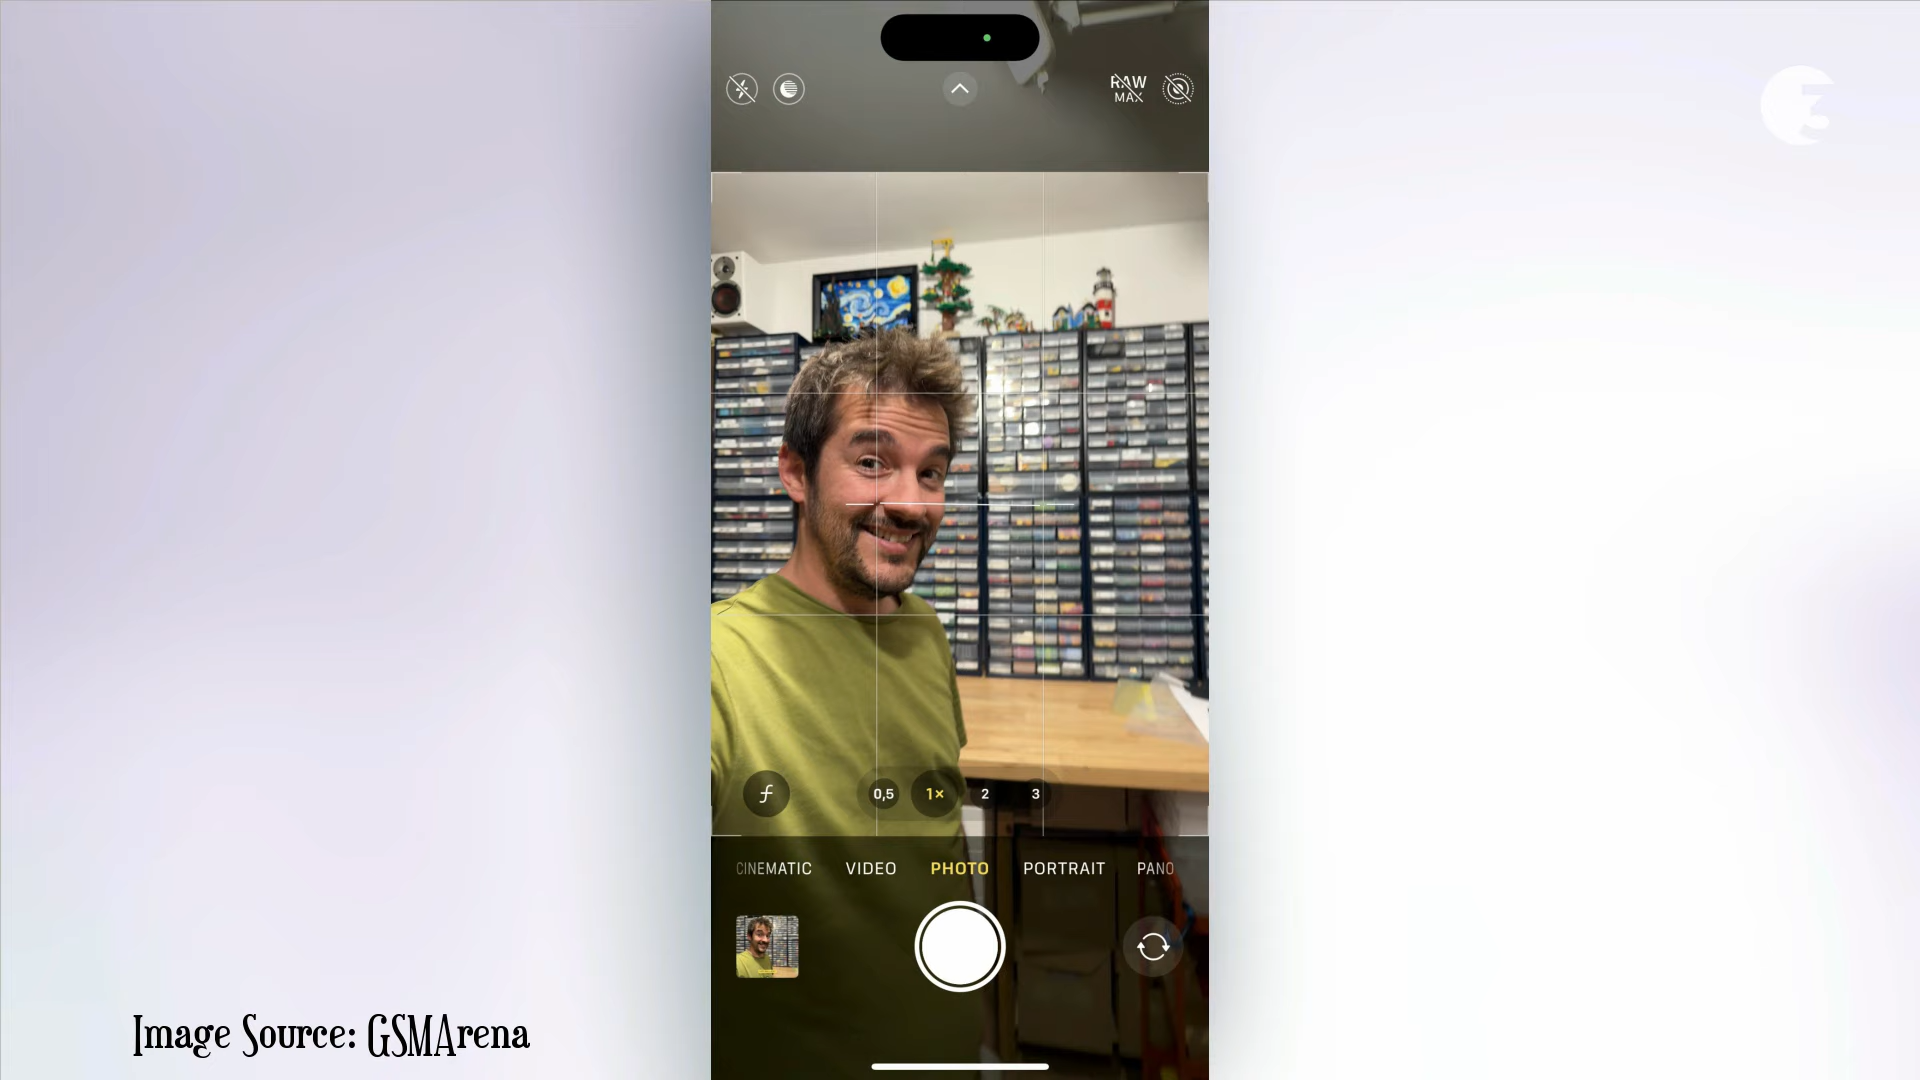 RAW
MAX
0,5 1× 2 3
CINEMATIC VIDEO PHOTO PORTRAIT PANO
Image Source: GSMArena